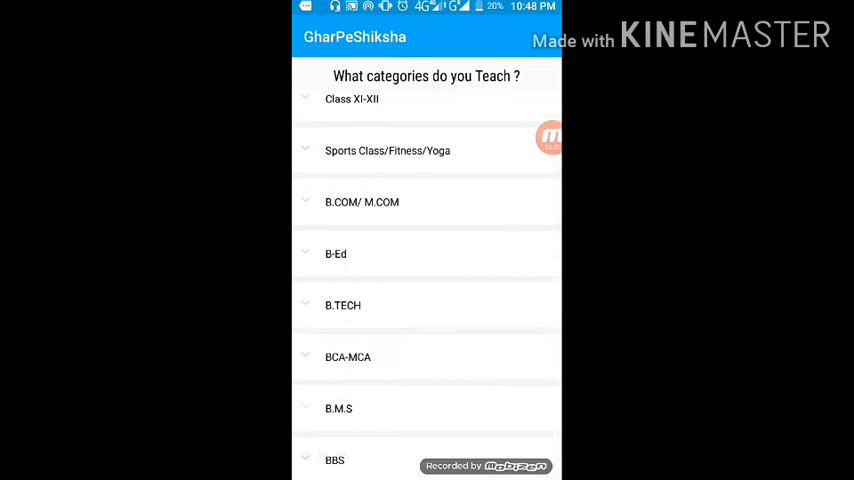 4G G 20% 10:48 PM
GharPeShiksha
Made with KINEMASTER
What categories do you Teach ?
Class XI-XII
Sports Class/Fitness/Yoga
B.COM/ M.COM
B-Ed
B.TECH
BCA-MCA
B.M.S
BBS
Recorded by mobizen